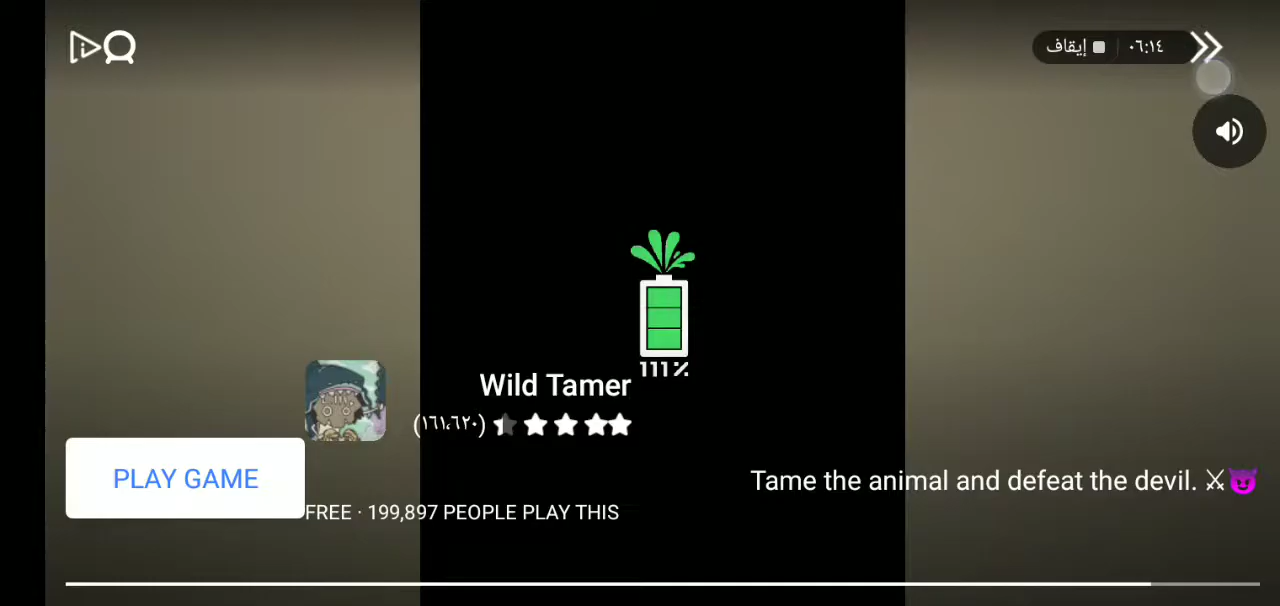 إيقاف ٠٦:١٤
111%
Wild Tamer
(١٦١،٦٢٠)
PLAY GAME
Tame the animal and defeat the devil. ⚔😈
FREE · 199,897 PEOPLE PLAY THIS